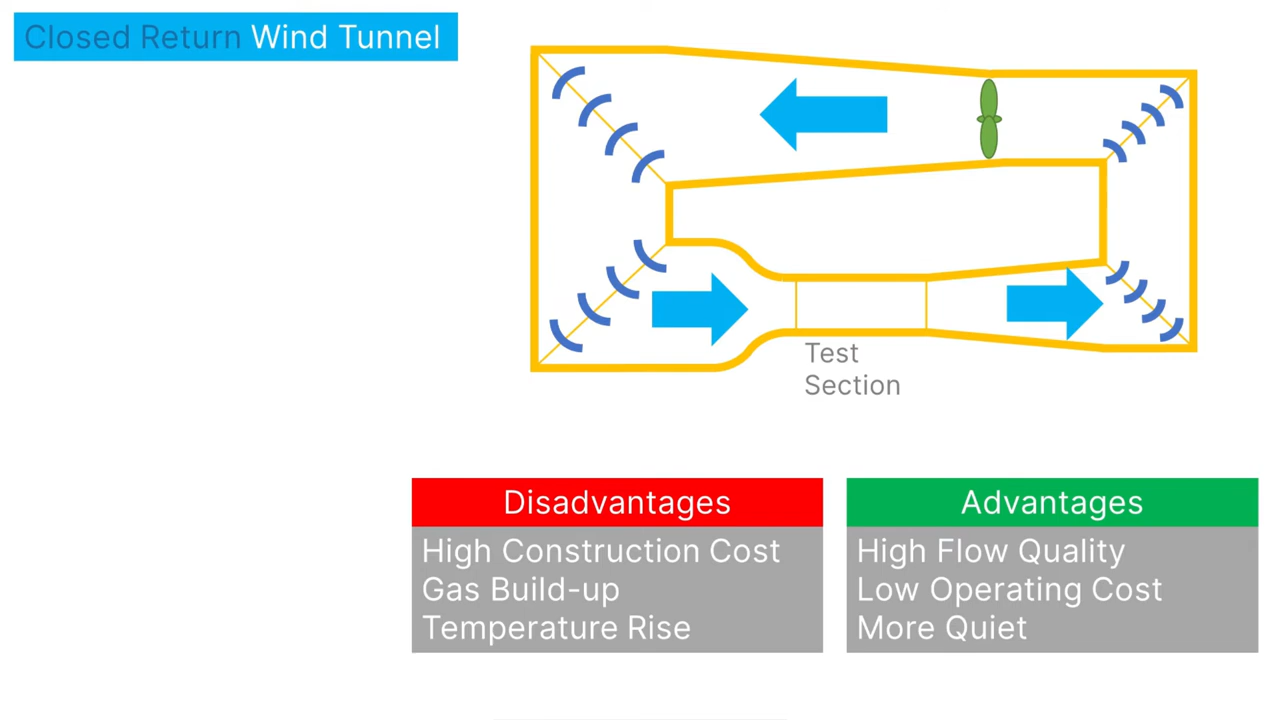 Closed Return Wind Tunnel
Test
Section
Disadvantages
High Construction Cost
Gas Build-up
Temperature Rise
Advantages
High Flow Quality
Low Operating Cost
More Quiet